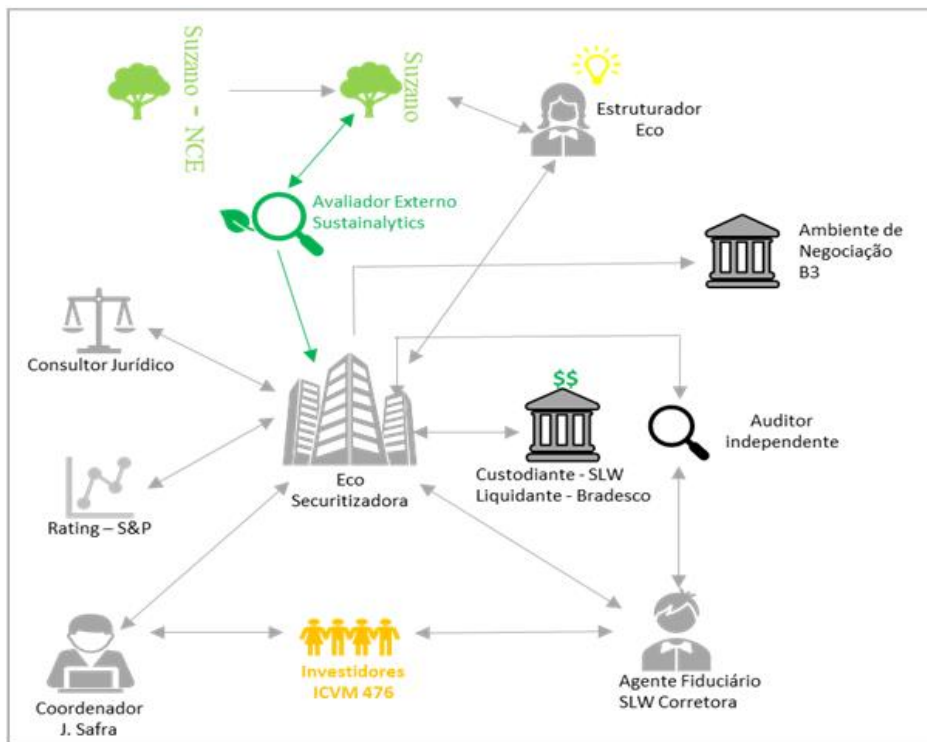 Suzano - NCE
Suzano
Estruturador
Eco
Avaliador Externo
Sustainalytics
Ambiente de
Negociação
B3
Consultor Jurídico
$$
Auditor
independente
Custodiante - SLW
Liquidante - Bradesco
Eco
Securitizadora
Rating – S&P
Investidores
ICVM 476
Coordenador
J. Safra
Agente Fiduciário
SLW Corretora